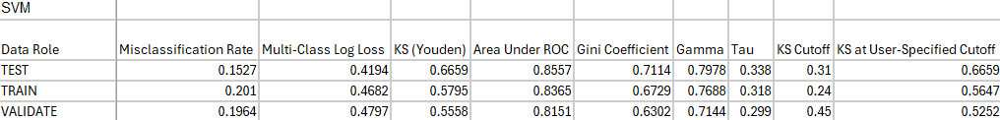 SVM
Data Role Misclassification Rate Multi-Class Log Loss KS (Youden) Area Under ROC Gini Coefficient Gamma Tau KS Cutoff KS at User-Specified Cutoff
TEST 0.1527 0.4194 0.6659 0.8557 0.7114 0.7978 0.338 0.31 0.6659
TRAIN 0.201 0.4682 0.5795 0.8365 0.6729 0.7688 0.318 0.24 0.5647
VALIDATE 0.1964 0.4797 0.5558 0.8151 0.6302 0.7144 0.299 0.45 0.5252